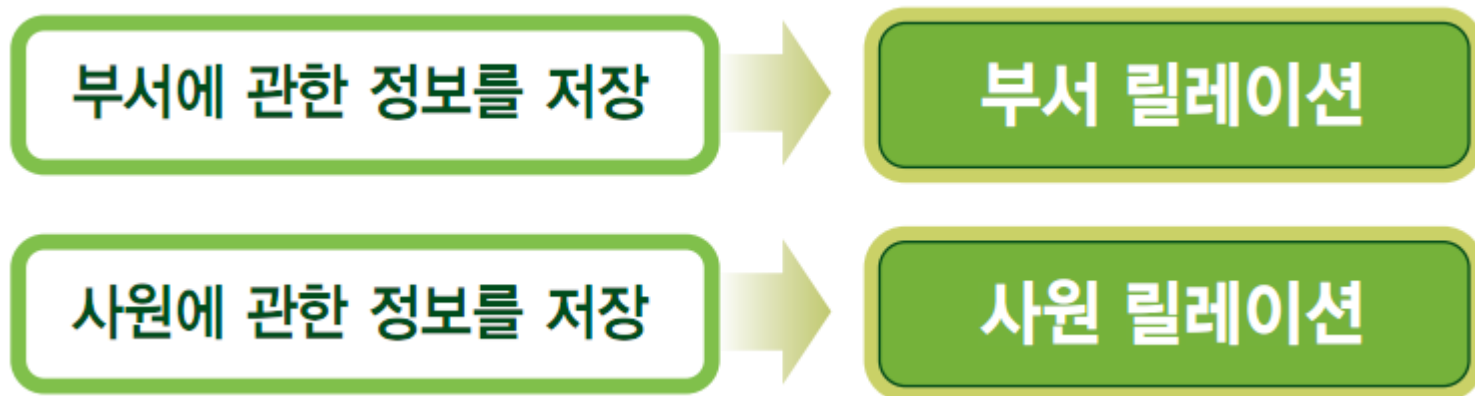 부서에 관한 정보를 저장
부서 릴레이션
사원에 관한 정보를 저장
사원 릴레이션